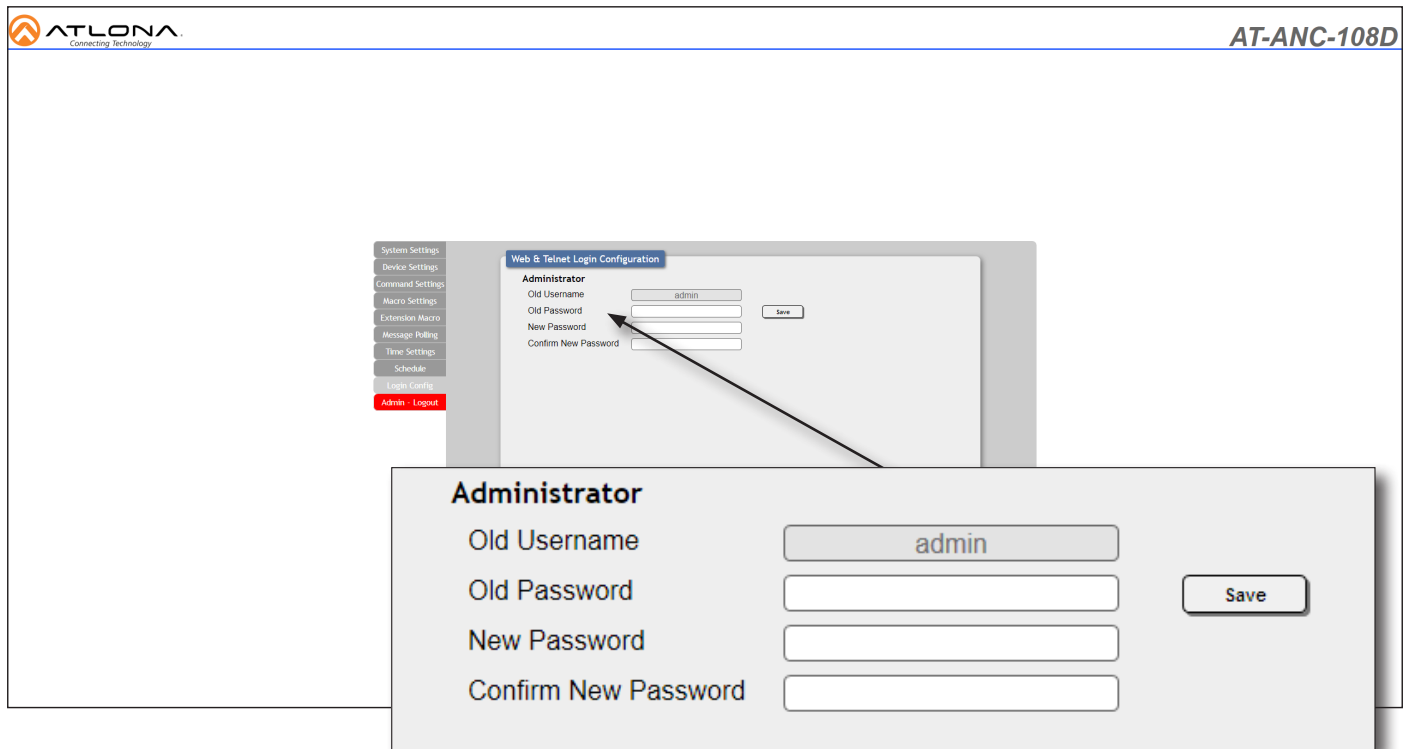 ATLONA.
Connecting Technology
AT-ANC-108D
System Settings
Device Settings
Command Settings
Macro Settings
Extension Macro
Message Polling
Time Settings
Schedule
Login Config
Admin - Logout
Web & Telnet Login Configuration
Administrator
Old Username admin
Old Password Save
New Password
Confirm New Password
Administrator
Old Username admin
Old Password Save
New Password
Confirm New Password